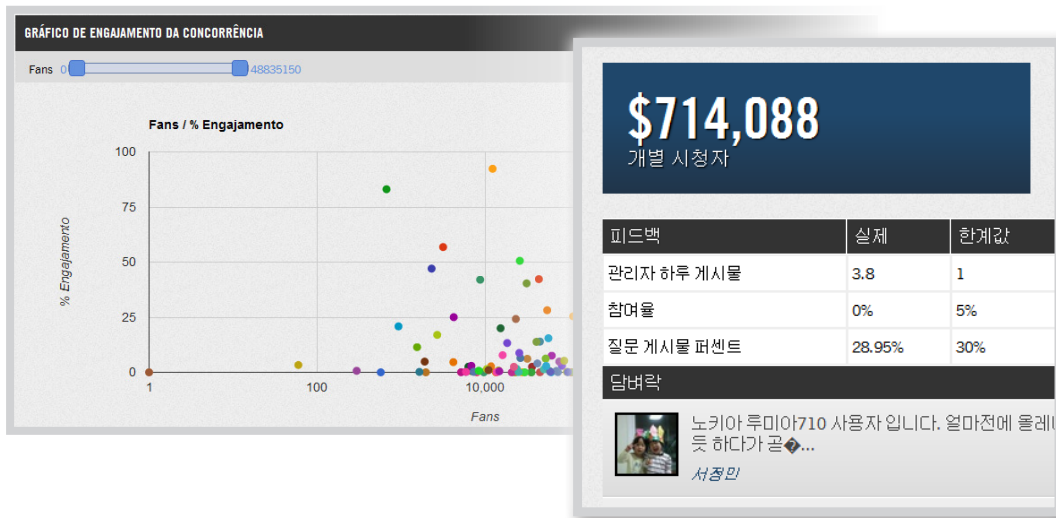 GRÁFICO DE ENGAJAMENTO DA CONCORRÊNCIA
Fans 0 48835150
Fans / % Engajamento
100
75
50
25
0
% Engajamento
1 100 10,000
Fans
$714,088
개별 시청자
피드백 실제 한계값
관리자 하루 게시물 3.8 1
참여율 0% 5%
질문 게시물 퍼센트 28.95% 30%
담벼락
노키아 루미아710 사용자 입니다. 얼마전에 올레
듯 하다가 곧�...
서정민